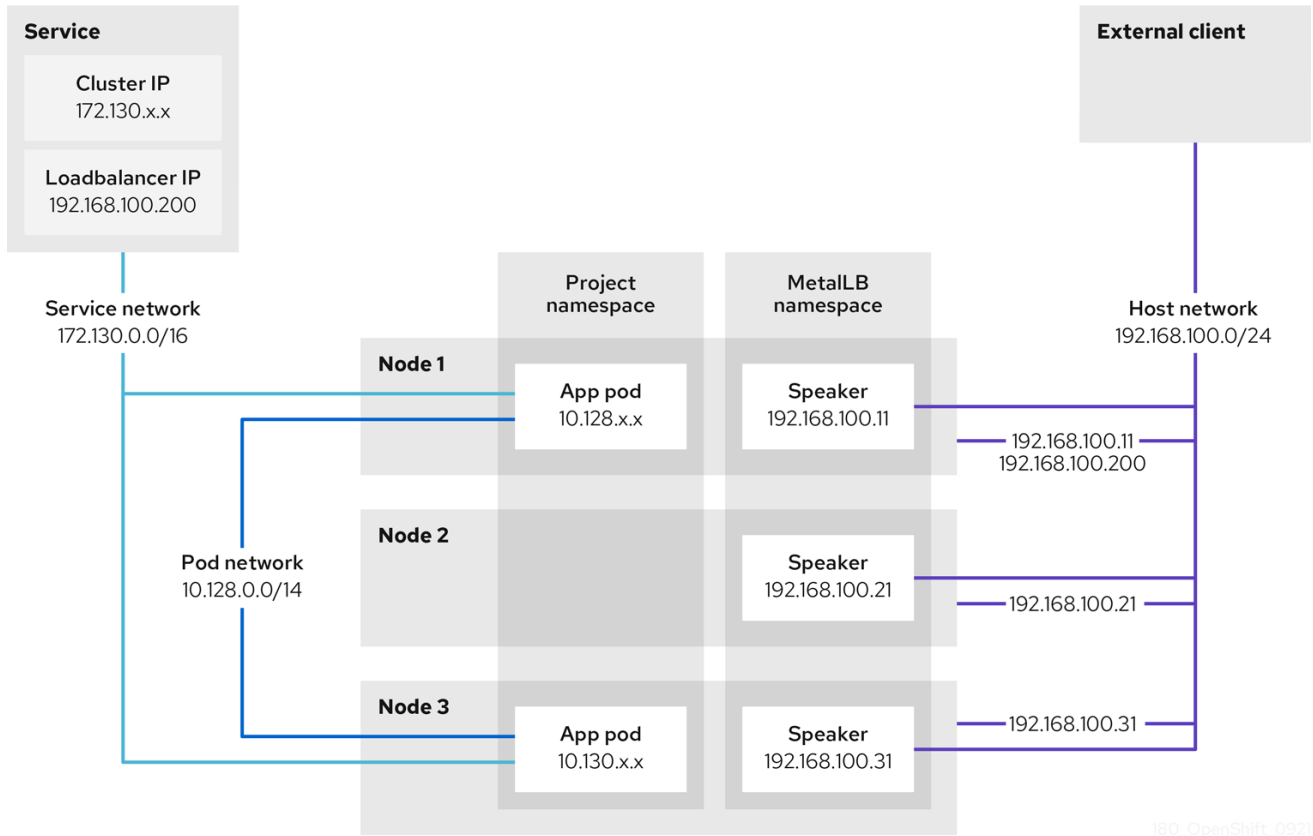 Service
Cluster IP
172.130.x.x
Loadbalancer IP
192.168.100.200
External client
Service network
172.130.0.0/16
Project
namespace
MetalLB
namespace
Host network
192.168.100.0/24
Node 1
App pod
10.128.x.x
Speaker
192.168.100.11
192.168.100.11
192.168.100.200
Node 2
Speaker
192.168.100.21
192.168.100.21
Pod network
10.128.0.0/14
Node 3
App pod
10.130.x.x
Speaker
192.168.100.31
192.168.100.31
180_OpenShift_0921